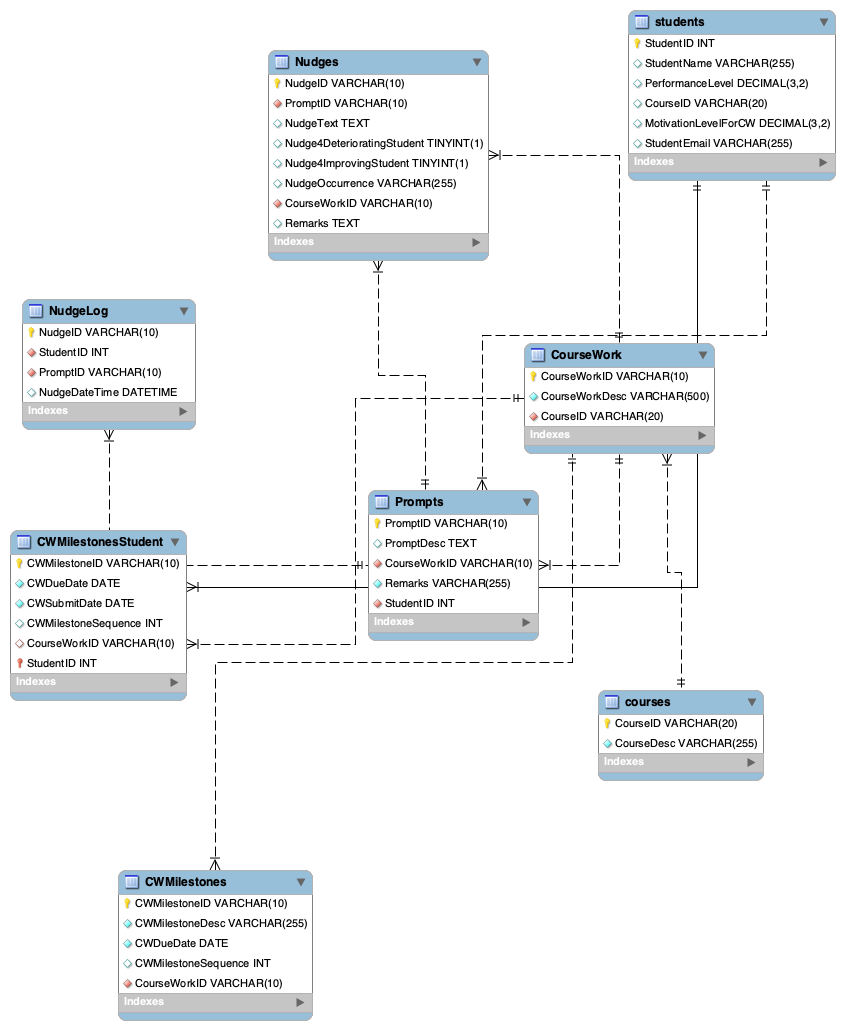 students
StudentID INT
StudentName VARCHAR(255)
PerformanceLevel DECIMAL(3,2)
CourseID VARCHAR(20)
MotivationLevelForCW DECIMAL(3,2)
StudentEmail VARCHAR(255)
Indexes
Nudges
NudgeID VARCHAR(10)
PromptID VARCHAR(10)
NudgeText TEXT
Nudge4DeterioratingStudent TINYINT(1)
Nudge4ImprovingStudent TINYINT(1)
NudgeOccurrence VARCHAR(255)
CourseWorkID VARCHAR(10)
Remarks TEXT
Indexes
NudgeLog
NudgeID VARCHAR(10)
StudentID INT
PromptID VARCHAR(10)
NudgeDateTime DATETIME
Indexes
CourseWork
CourseWorkID VARCHAR(10)
CourseWorkDesc VARCHAR(500)
CourseID VARCHAR(20)
Indexes
Prompts
PromptID VARCHAR(10)
PromptDesc TEXT
CourseWorkID VARCHAR(10)
Remarks VARCHAR(255)
StudentID INT
Indexes
CWMilestonesStudent
CWMilestoneID VARCHAR(10)
CWDueDate DATE
CWSubmitDate DATE
CWMilestoneSequence INT
CourseWorkID VARCHAR(10)
StudentID INT
Indexes
courses
CourseID VARCHAR(20)
CourseDesc VARCHAR(255)
Indexes
CWMilestones
CWMilestoneID VARCHAR(10)
CWMilestoneDesc VARCHAR(255)
CWDueDate DATE
CWMilestoneSequence INT
CourseWorkID VARCHAR(10)
Indexes